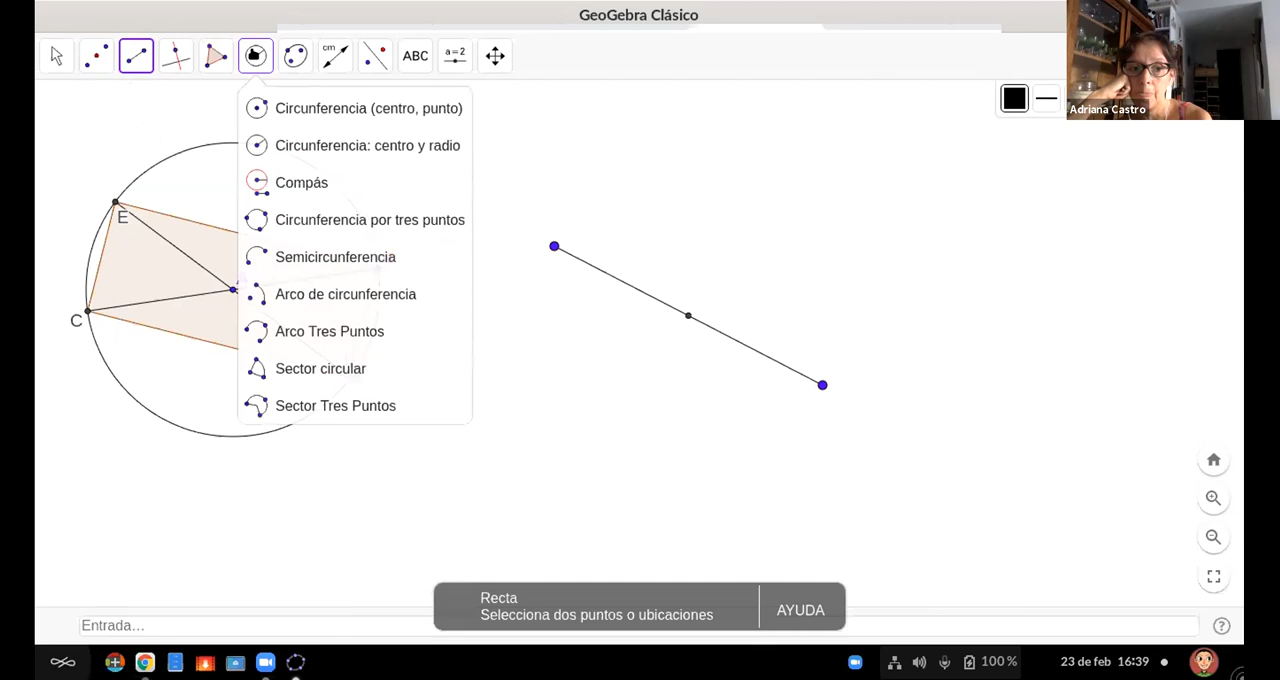 GeoGebra Clásico
cm
ABC
a=2
Adriana Castro
Circunferencia (centro, punto)
Circunferencia: centro y radio
Compás
Circunferencia por tres puntos
Semicircunferencia
Arco de circunferencia
Arco Tres Puntos
Sector circular
Sector Tres Puntos
E
C
Recta
Selecciona dos puntos o ubicaciones
AYUDA
Entrada…
?
100 %
23 de feb 16:39